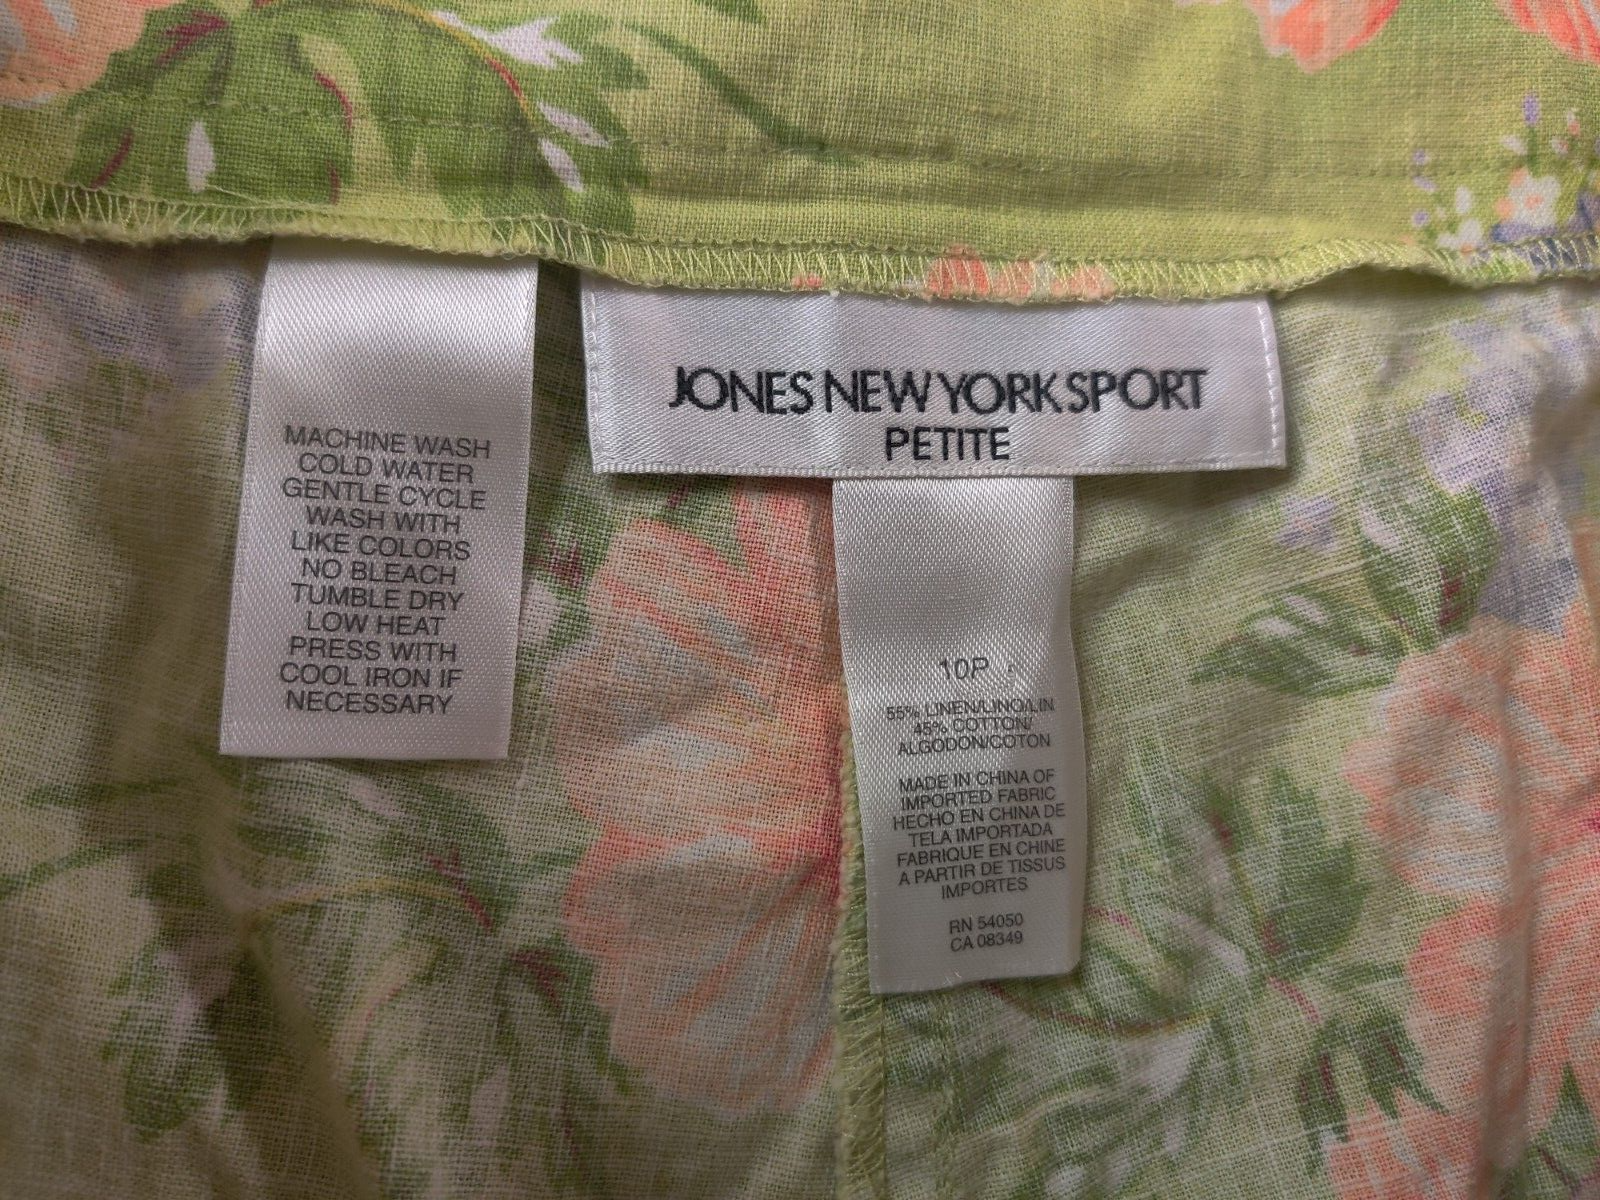 MACHINE WASH
COLD WATER
GENTLE CYCLE
WASH WITH
LIKE COLORS
NO BLEACH
TUMBLE DRY
LOW HEAT
PRESS WITH
COOL IRON IF
NECESSARY
JONES NEW YORK SPORT
PETITE
10P
55% LINEN/LINO/LIN
45% COTTON/
ALGODON/COTON
MADE IN CHINA OF
IMPORTED FABRIC
HECHO EN CHINA DE
TELA IMPORTADA
FABRIQUE EN CHINE
A PARTIR DE TISSUS
IMPORTES
RN 54050
CA 08349